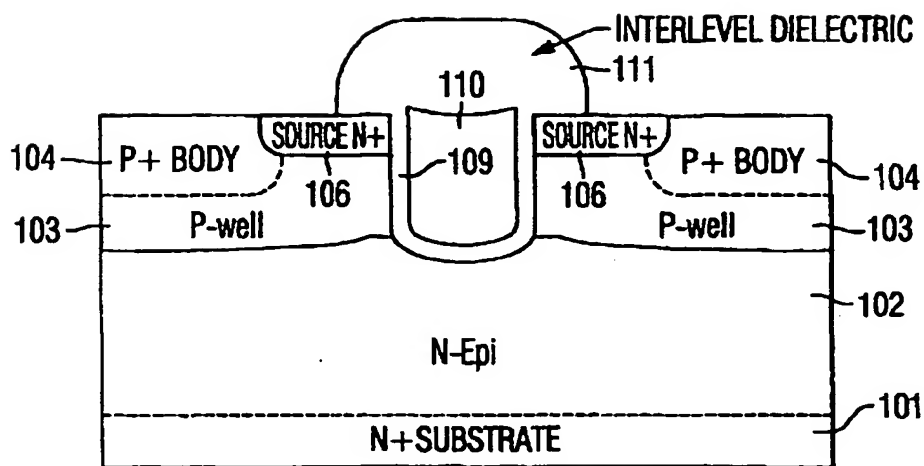 INTERLEVEL DIELECTRIC
111
110
SOURCE N+
SOURCE N+
104
P+ BODY
109
P+ BODY
104
106
106
103
P-well
P-well
103
102
N-Epi
101
N+SUBSTRATE